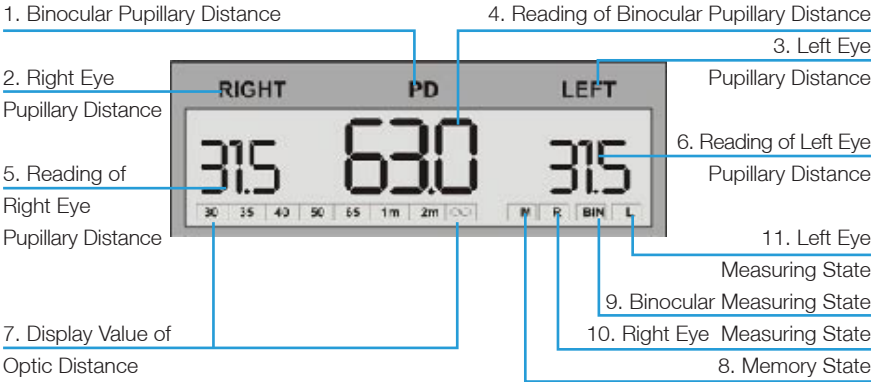 1. Binocular Pupillary Distance
4. Reading of Binocular Pupillary Distance
3. Left Eye
Pupillary Distance
2. Right Eye
Pupillary Distance
RIGHT PD LEFT
31.5 63.0 31.5
6. Reading of Left Eye
Pupillary Distance
5. Reading of
Right Eye
Pupillary Distance
30 35 40 50 65 1m 2m ∞ M R BIN L
11. Left Eye
Measuring State
9. Binocular Measuring State
7. Display Value of
Optic Distance
10. Right Eye Measuring State
8. Memory State